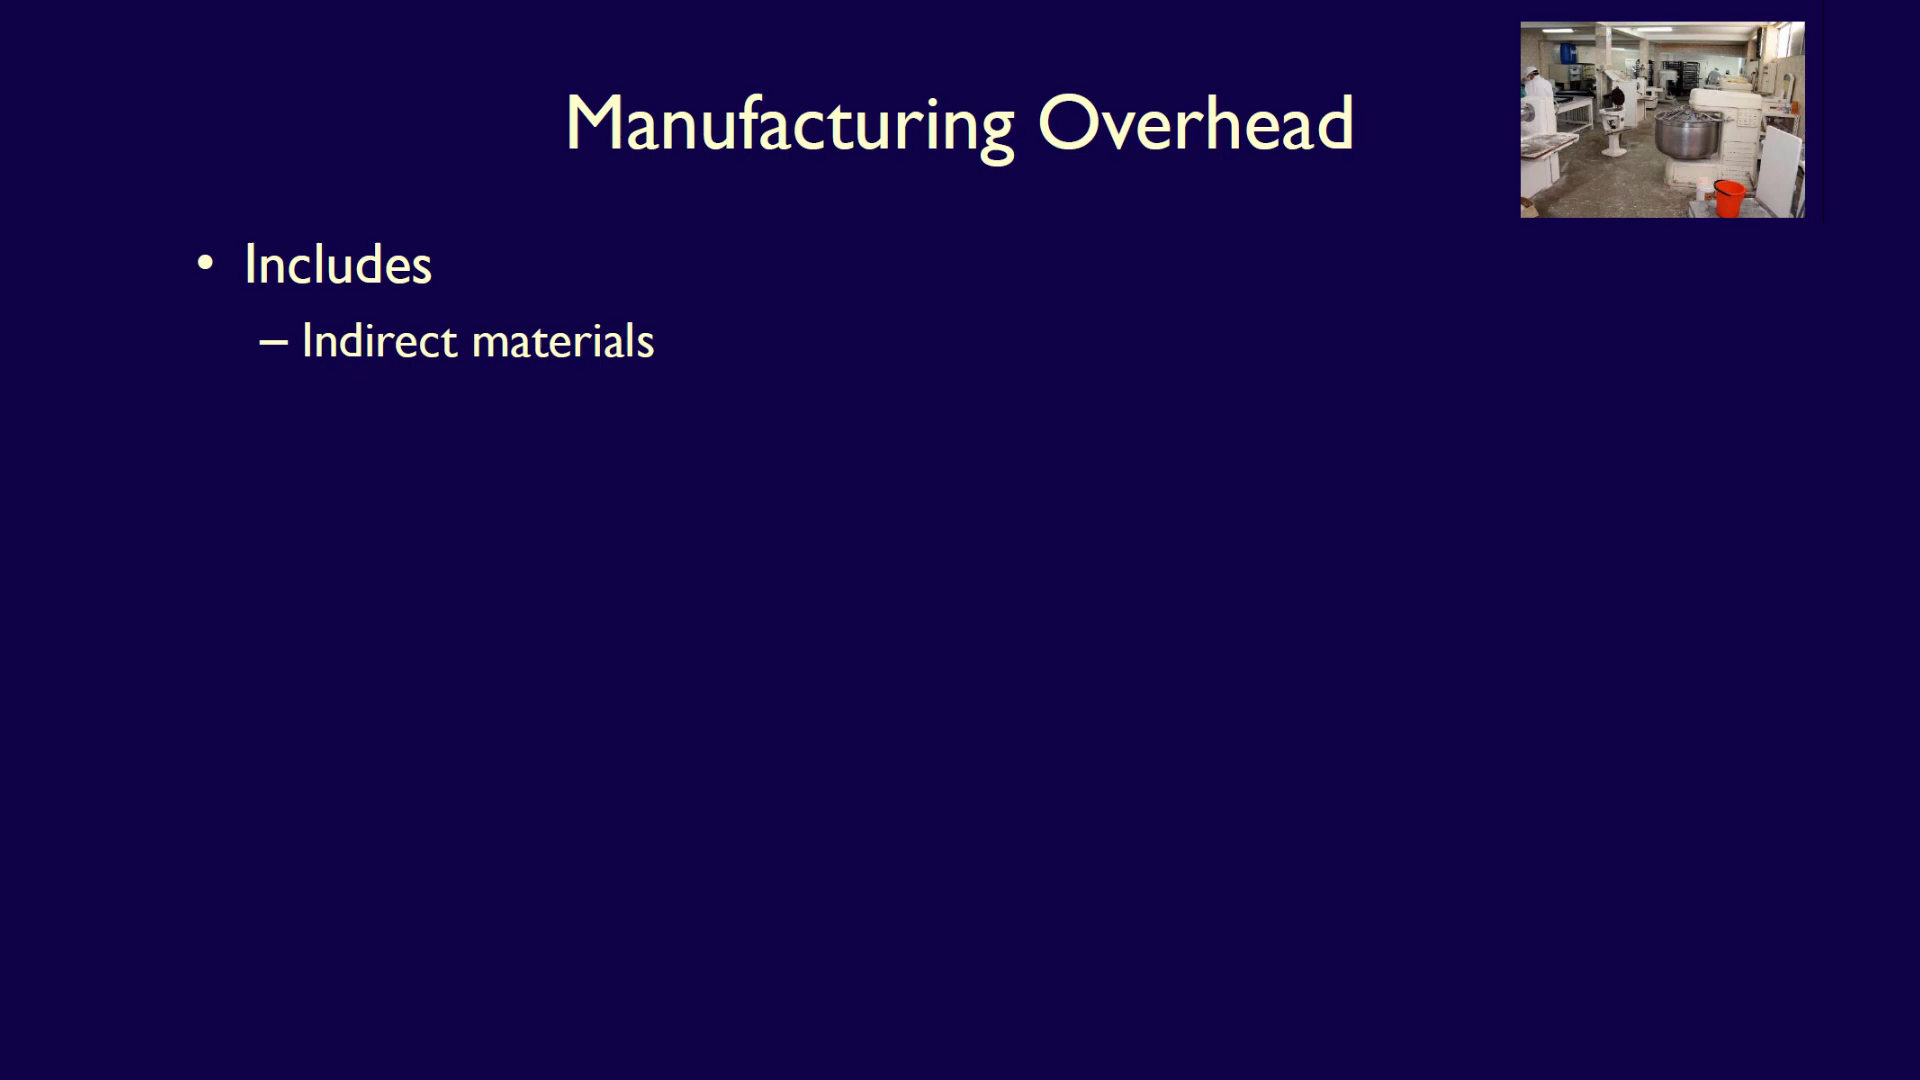 Manufacturing Overhead
• Includes
– Indirect materials